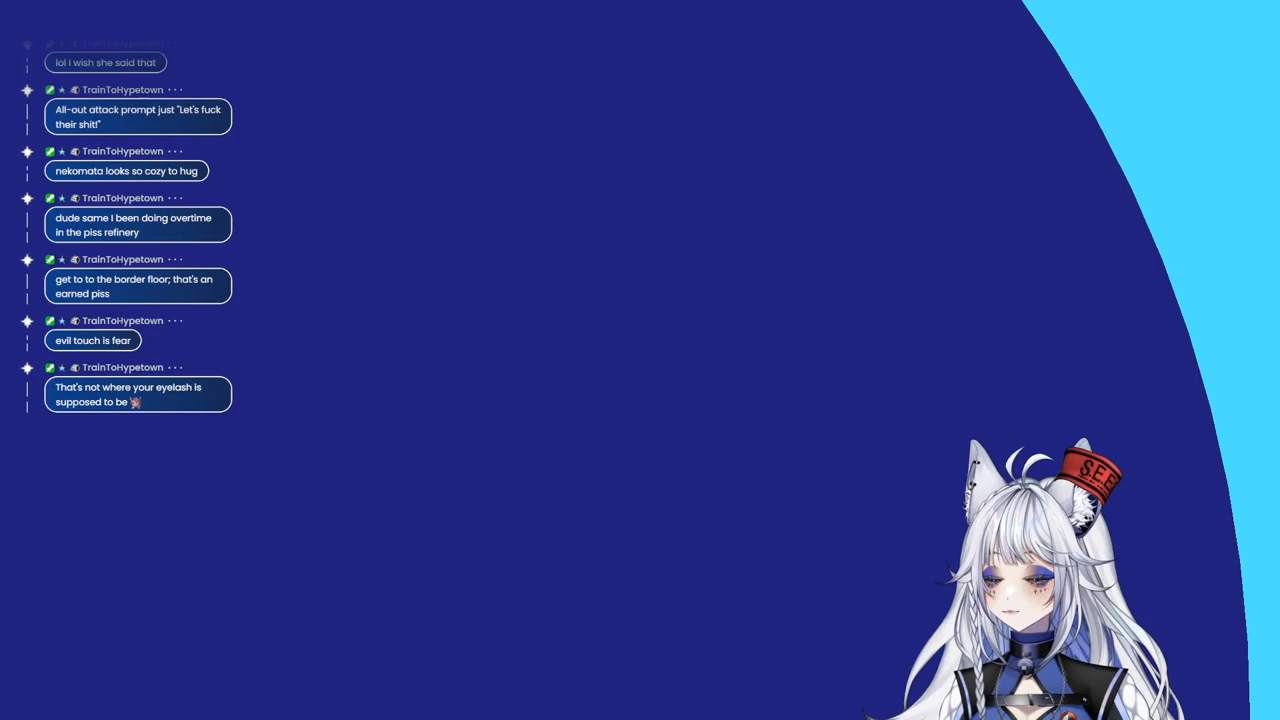 TrainToHypetown
lol I wish she said that
TrainToHypetown
All-out attack prompt just "Let's fuck
their shit!"
TrainToHypetown
nekomata looks so cozy to hug
TrainToHypetown
dude same I been doing overtime
in the piss refinery
TrainToHypetown
get to to the border floor; that's an
earned piss
TrainToHypetown
evil touch is fear
TrainToHypetown
That's not where your eyelash is
supposed to be
S.E.E